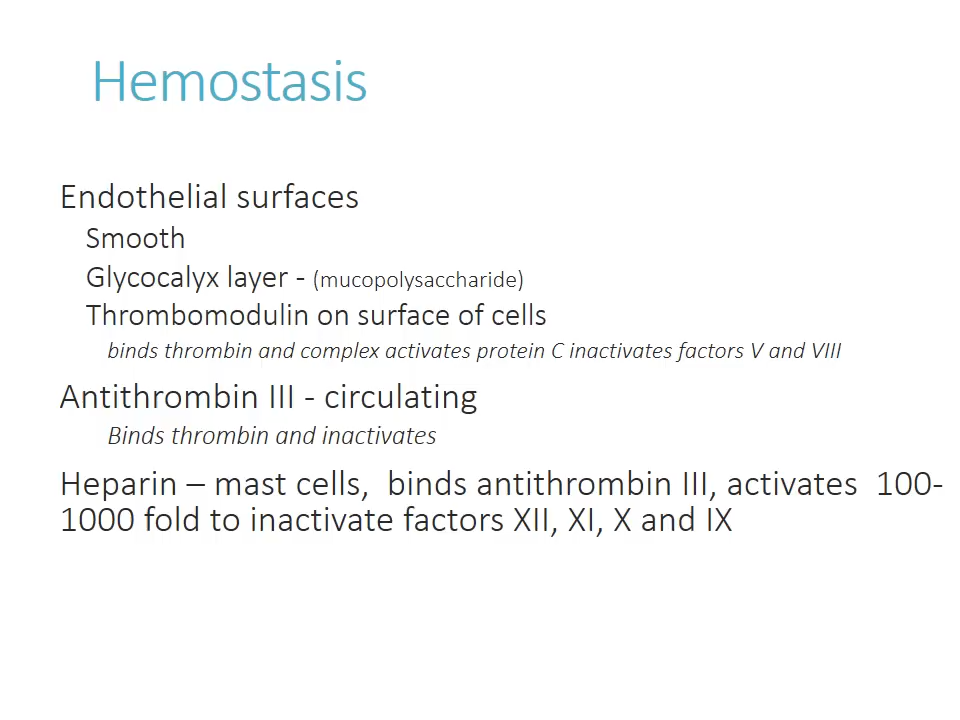 Hemostasis
Endothelial surfaces
Smooth
Glycocalyx layer - (mucopolysaccharide)
Thrombomodulin on surface of cells
binds thrombin and complex activates protein C inactivates factors V and VIII
Antithrombin III - circulating
Binds thrombin and inactivates
Heparin – mast cells,  binds antithrombin III, activates  100-
1000 fold to inactivate factors XII, XI, X and IX